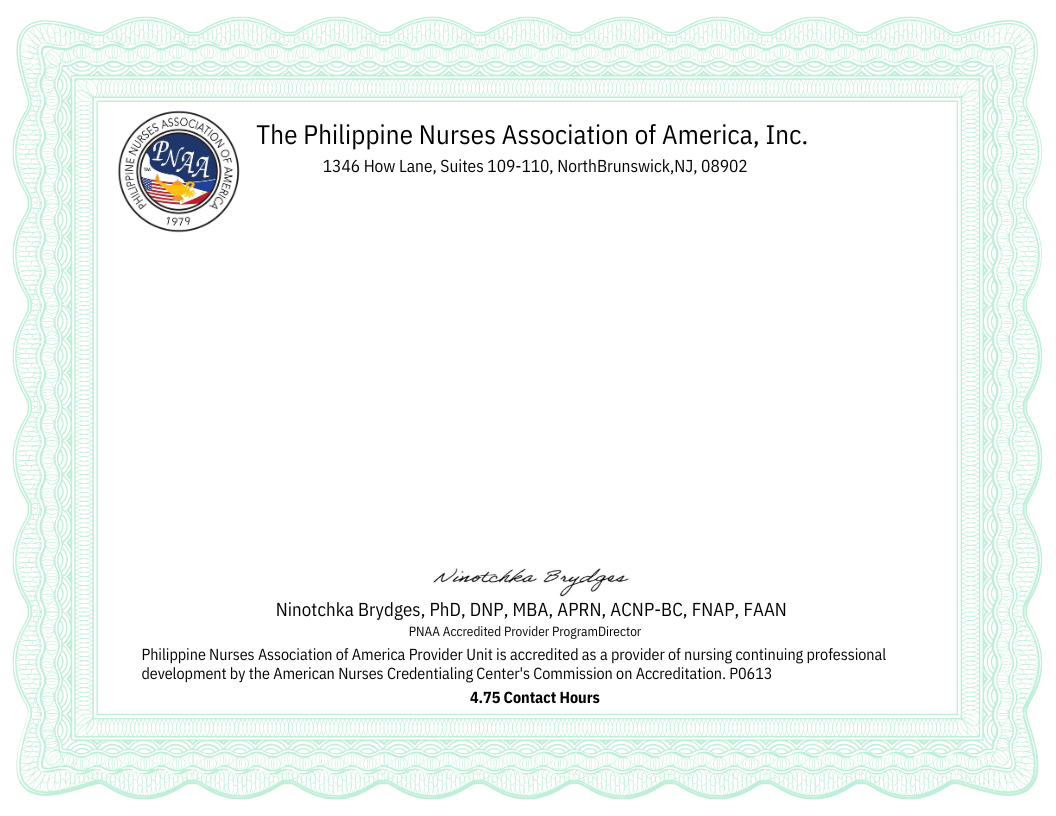 PHILIPPINE NURSES ASSOCIATION OF AMERICA
PNAA
1979
The Philippine Nurses Association of America, Inc.
1346 How Lane, Suites 109-110, NorthBrunswick,NJ, 08902
Ninotchka Brydges
Ninotchka Brydges, PhD, DNP, MBA, APRN, ACNP-BC, FNAP, FAAN
PNAA Accredited Provider ProgramDirector
Philippine Nurses Association of America Provider Unit is accredited as a provider of nursing continuing professional
development by the American Nurses Credentialing Center's Commission on Accreditation. P0613
4.75 Contact Hours